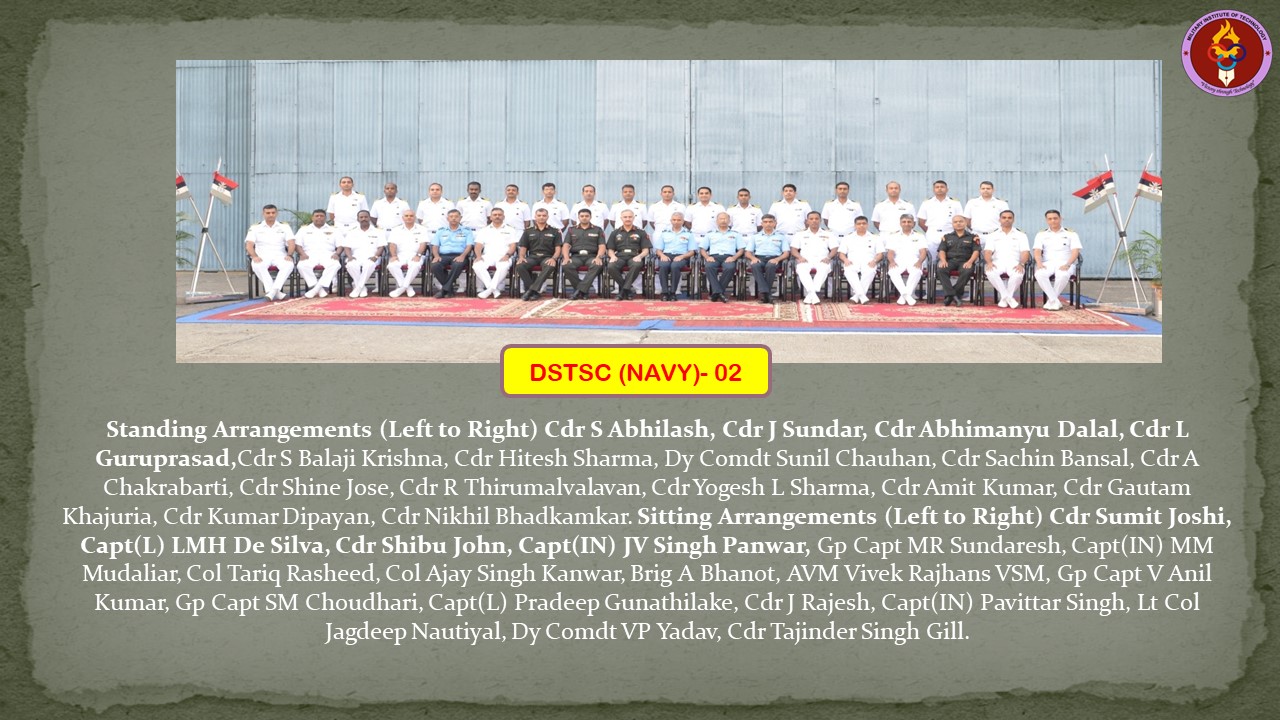 MILITARY INSTITUTE OF TECHNOLOGY
"Victory through Technology"
DSTSC (NAVY)- 02
Standing Arrangements (Left to Right) Cdr S Abhilash, Cdr J Sundar, Cdr Abhimanyu Dalal, Cdr L
Guruprasad,Cdr S Balaji Krishna, Cdr Hitesh Sharma, Dy Comdt Sunil Chauhan, Cdr Sachin Bansal, Cdr A
Chakrabarti, Cdr Shine Jose, Cdr R Thirumalvalavan, Cdr Yogesh L Sharma, Cdr Amit Kumar, Cdr Gautam
Khajuria, Cdr Kumar Dipayan, Cdr Nikhil Bhadkamkar. Sitting Arrangements (Left to Right) Cdr Sumit Joshi,
Capt(L) LMH De Silva, Cdr Shibu John, Capt(IN) JV Singh Panwar, Gp Capt MR Sundaresh, Capt(IN) MM
Mudaliar, Col Tariq Rasheed, Col Ajay Singh Kanwar, Brig A Bhanot, AVM Vivek Rajhans VSM, Gp Capt V Anil
Kumar, Gp Capt SM Choudhari, Capt(L) Pradeep Gunathilake, Cdr J Rajesh, Capt(IN) Pavittar Singh, Lt Col
Jagdeep Nautiyal, Dy Comdt VP Yadav, Cdr Tajinder Singh Gill.